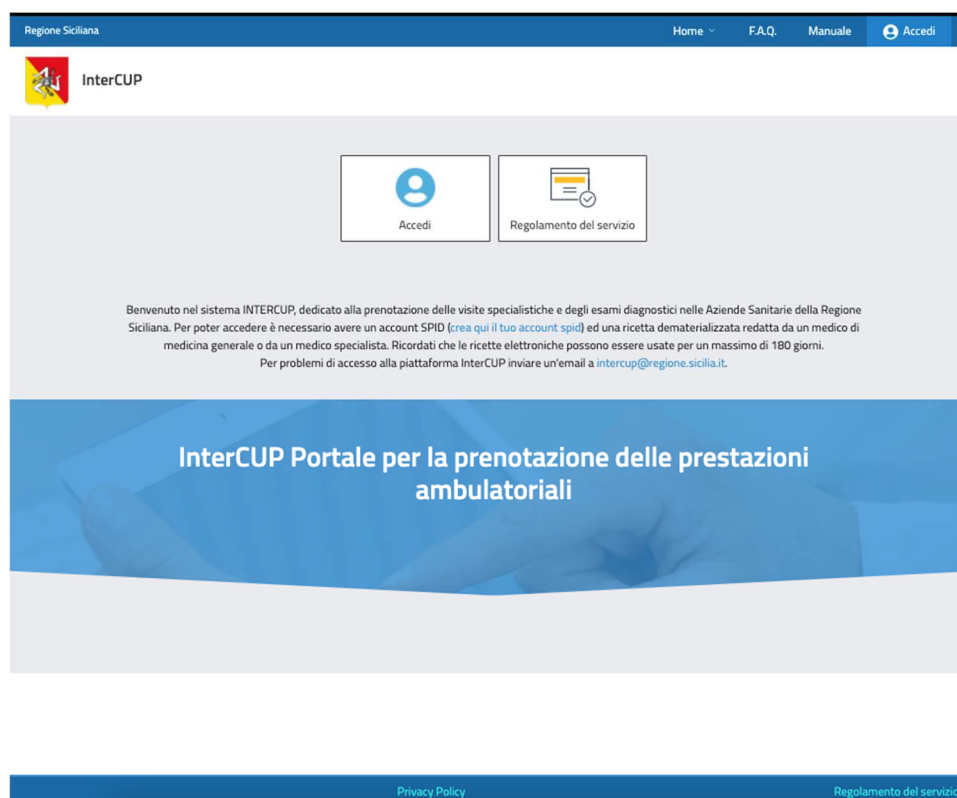 Regione Siciliana
Home F.A.Q. Manuale Accedi
InterCUP
Accedi
Regolamento del servizio
Benvenuto nel sistema INTERCUP, dedicato alla prenotazione delle visite specialistiche e degli esami diagnostici nelle Aziende Sanitarie della Regione
Siciliana. Per poter accedere è necessario avere un account SPID (crea qui il tuo account spid) ed una ricetta dematerializzata redatta da un medico di
medicina generale o da un medico specialista. Ricordati che le ricette elettroniche possono essere usate per un massimo di 180 giorni.
Per problemi di accesso alla piattaforma InterCUP inviare un'email a intercup@regione.sicilia.it.
InterCUP Portale per la prenotazione delle prestazioni
ambulatoriali
Privacy Policy
Regolamento del servizio